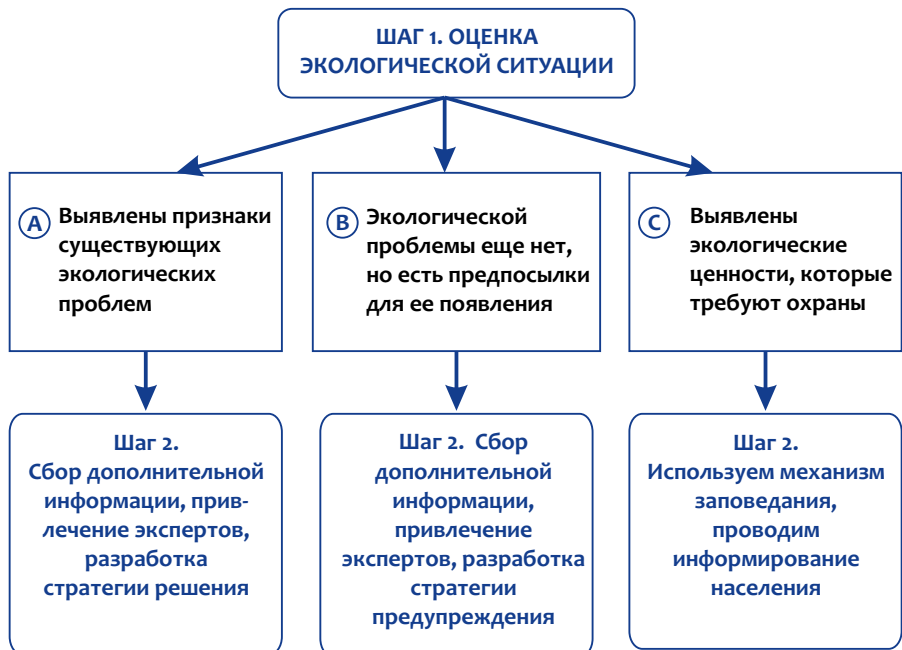 ШАГ 1. ОЦЕНКА
ЭКОЛОГИЧЕСКОЙ СИТУАЦИИ
A
Выявлены признаки
существующих
экологических
проблем
B
Экологической
проблемы еще нет,
но есть предпосылки
для ее появления
C
Выявлены
экологические
ценности, которые
требуют охраны
Шаг 2.
Сбор дополнительной
информации, прив-
лечение экспертов,
разработка
стратегии решения
Шаг 2. Сбор
дополнительной
информации,
привлечение
экспертов, разработка
стратегии
предупреждения
Шаг 2.
Используем механизм
заповедания,
проводим
информирование
населения